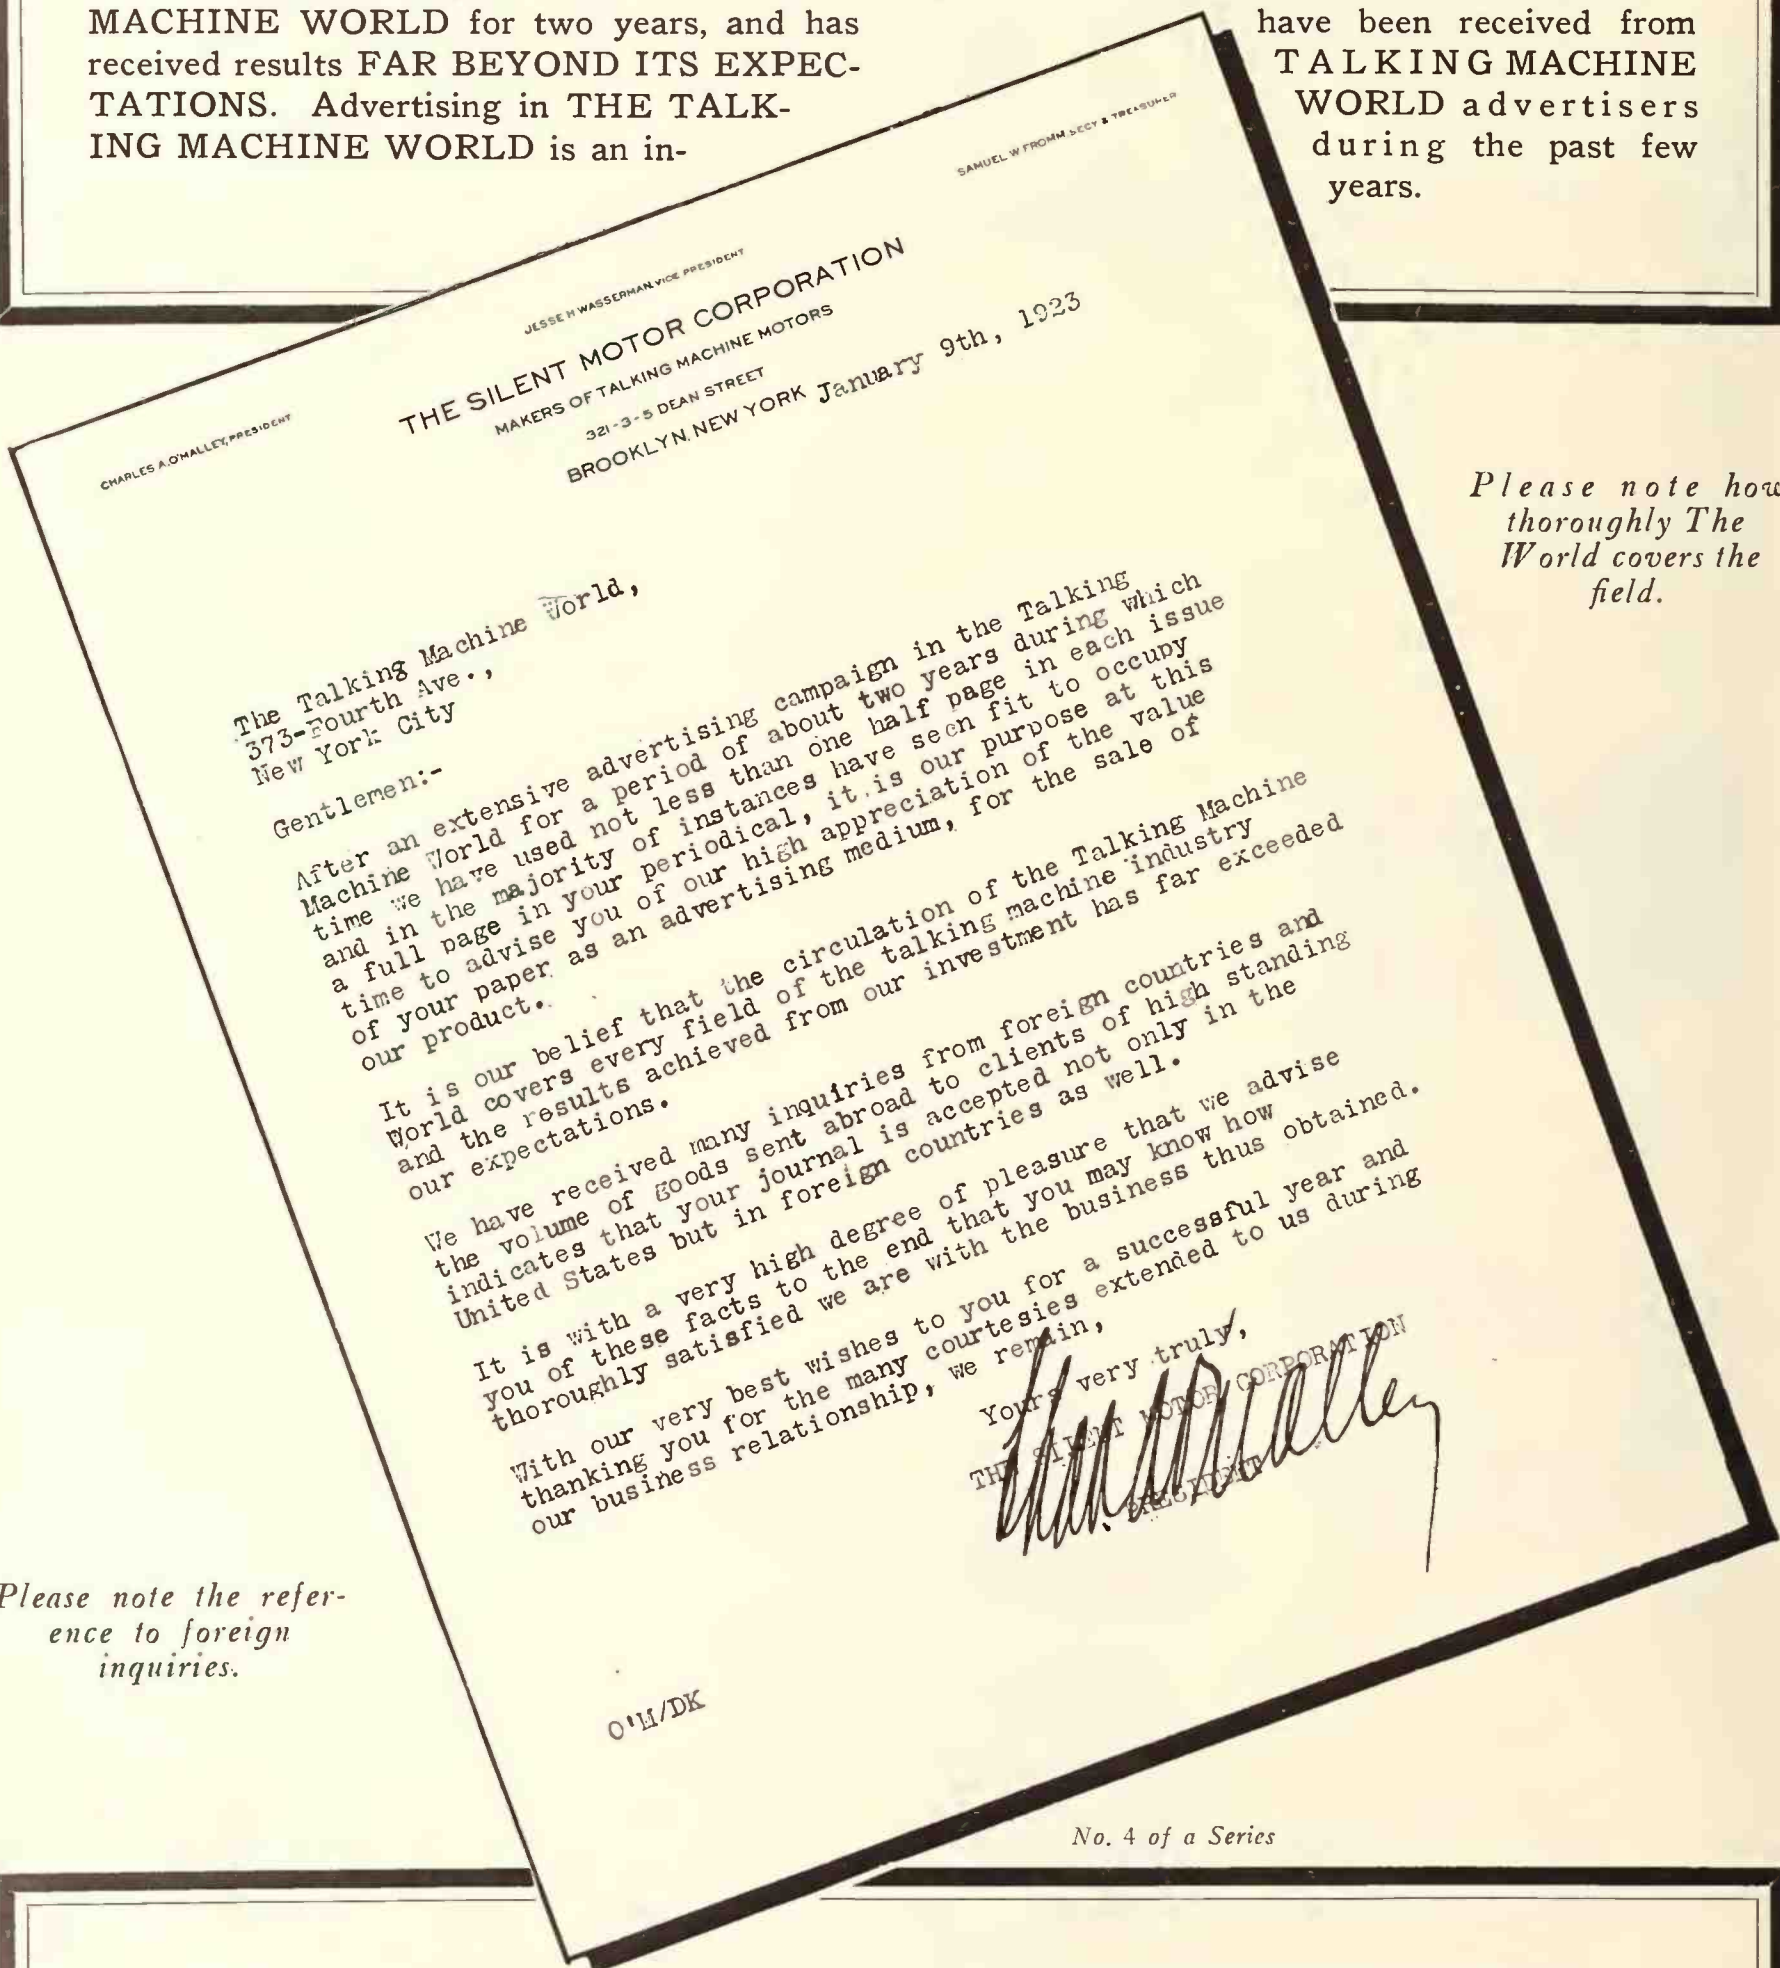 MACHINE WORLD for two years, and has
received results FAR BEYOND ITS EXPEC-
TATIONS. Advertising in THE TALK-
ING MACHINE WORLD is an in-
have been received from
TALKING MACHINE
WORLD advertisers
during the past few
years.
SAMUEL W FROMM, SECY & TREASURER
JESSE H WASSERMAN, VICE PRESIDENT
CHARLES A. O'MALLEY, PRESIDENT
THE SILENT MOTOR CORPORATION
MAKERS OF TALKING MACHINE MOTORS
321-3-5 DEAN STREET
BROOKLYN, NEW YORK January 9th, 1923
Please note how
thoroughly The
World covers the
field.
The Talking Machine World,
373-Fourth Ave.,
New York City
Gentlemen:-
After an extensive advertising campaign in the Talking
Machine World for a period of about two years during which
time we have used not less than one half page in each issue
and in the majority of instances have seen fit to occupy
a full page in your periodical, it is our purpose at this
time to advise you of our high appreciation of the value
of your paper as an advertising medium, for the sale of
our product.
It is our belief that the circulation of the Talking Machine
World covers every field of the talking machine industry
and the results achieved from our investment has far exceeded
our expectations.
We have received many inquiries from foreign countries and
the volume of goods sent abroad to clients of high standing
indicates that your journal is accepted not only in the
United States but in foreign countries as well.
It is with a very high degree of pleasure that we advise
you of these facts to the end that you may know how
thoroughly satisfied we are with the business thus obtained.
With our very best wishes to you for a successful year and
thanking you for the many courtesies extended to us during
our business relationship, we remain,
Yours very truly,
THE SILENT MOTOR CORPORATION
PRESIDENT
O'M/DK
Please note the refer-
ence to foreign
inquiries.
No. 4 of a Series